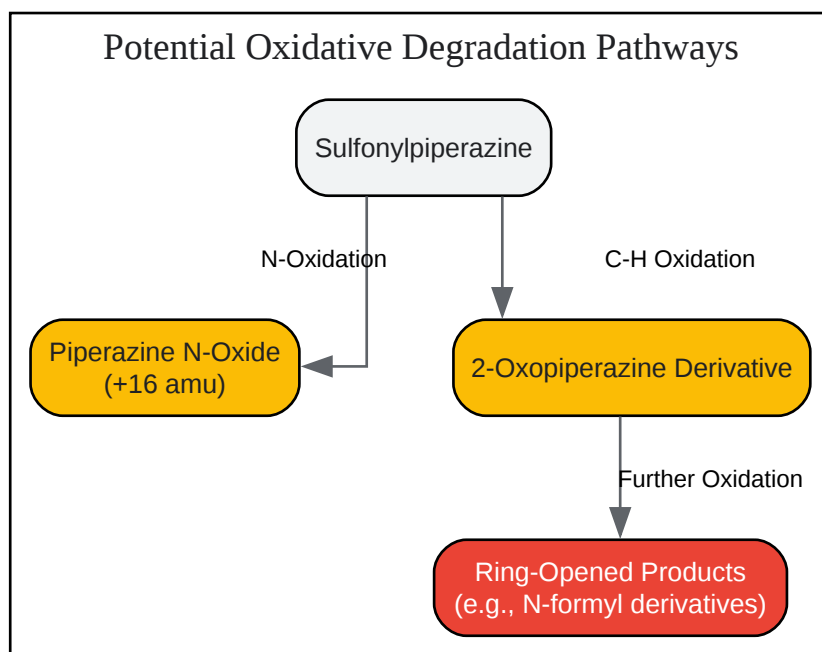 Potential Oxidative Degradation Pathways
Sulfonylpiperazine
N-Oxidation
C-H Oxidation
Piperazine N-Oxide
(+16 amu)
2-Oxopiperazine Derivative
Further Oxidation
Ring-Opened Products
(e.g., N-formyl derivatives)